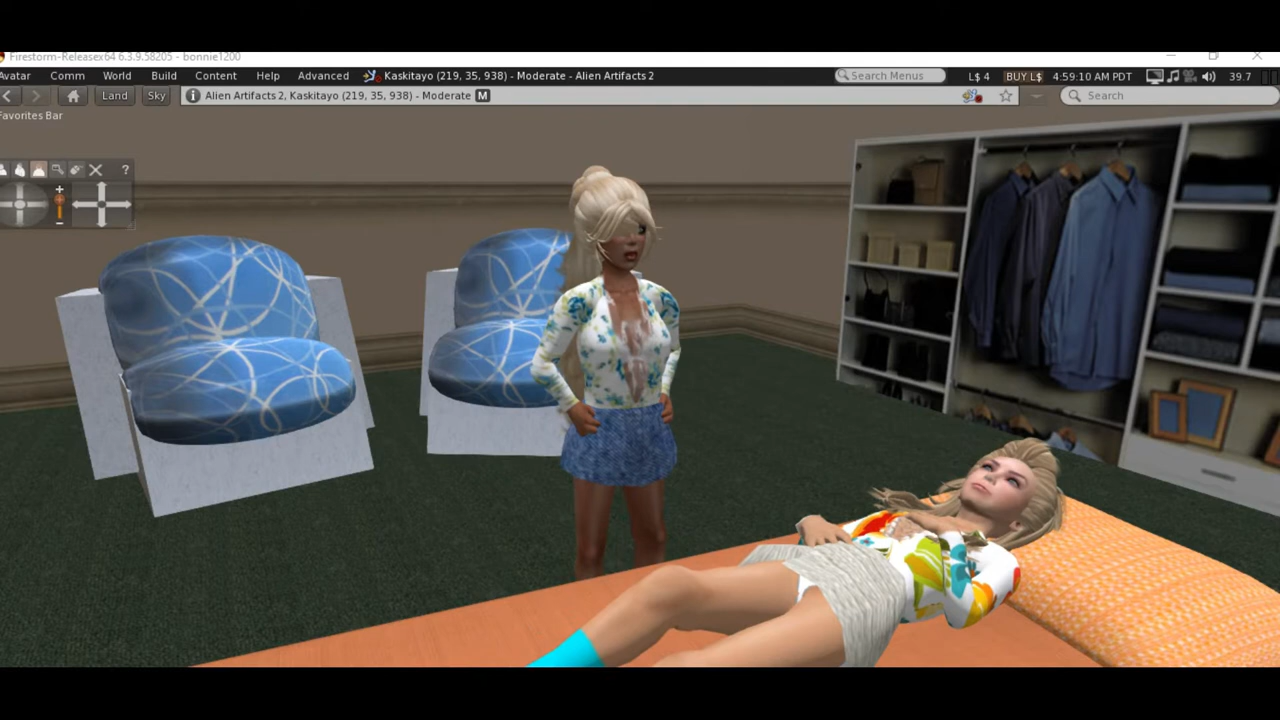 Firestorm-Releasex64 6.3.9.58205 - bonnie1200
Avatar Comm World Build Content Help Advanced Kaskitayo (219, 35, 938) - Moderate - Alien Artifacts 2 Search Menus L$ 4 BUY L$ 4:59:10 AM PDT 39.7
Land Sky Alien Artifacts 2, Kaskitayo (219, 35, 938) - Moderate M Search
Favorites Bar
?